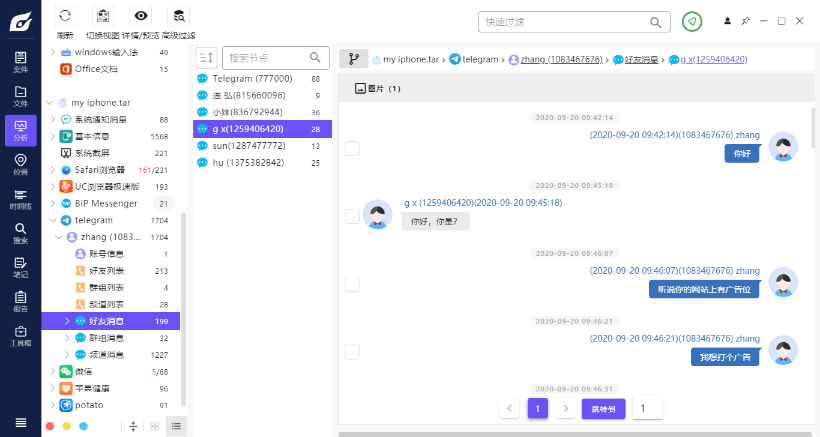 刷新
切换视图
详情/预览
高级过滤
快速过滤
案件
文件
分析
位置
时间线
搜索
笔记
报告
工具箱
windows输入法 49
Office文档 15
my iphone.tar
系统通知消息 88
基本信息 5568
系统截屏 221
Safari浏览器 161/231
UC浏览器极速版 193
BiP Messenger 21
telegram 1704
zhang (1083... 1704
账号信息 1
好友列表 213
群组列表 4
频道列表 28
好友消息 199
群组消息 32
频道消息 1227
微信 5/68
苹果健康 96
potato 91
搜索节点
Telegram (777000) 88
连 弘(815660096) 9
小妹(836792944) 36
g x(1259406420) 28
sun(1287477772) 13
hu (1375382842) 25
my iphone.tar › telegram › zhang (1083467676) › 好友消息 › g x(1259406420)
图片（1）
2020-09-20 09:42:14
(2020-09-20 09:42:14)(1083467676) zhang
你好
2020-09-20 09:45:18
g x (1259406420)(2020-09-20 09:45:18)
你好，你是?
2020-09-20 09:46:07
(2020-09-20 09:46:07)(1083467676) zhang
听说你的网站上有广告位
2020-09-20 09:46:21
(2020-09-20 09:46:21)(1083467676) zhang
我想打个广告
2020-09-20 09:46:31
1 跳转到 1